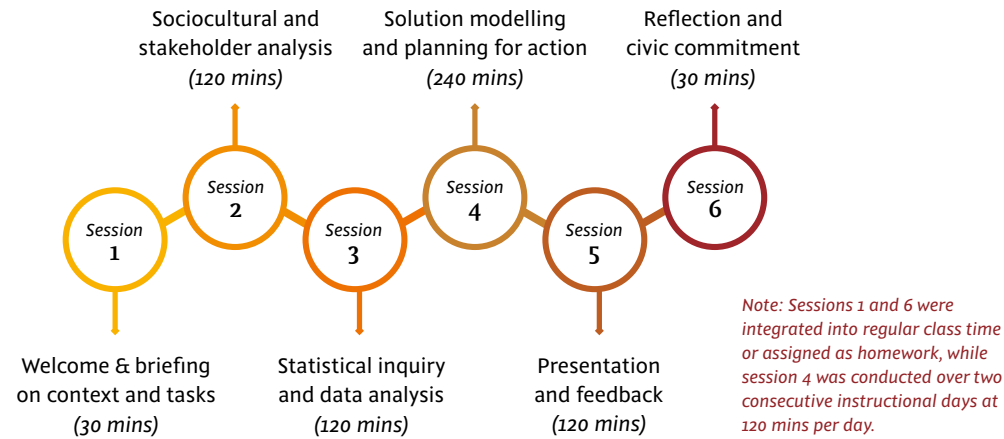 Sociocultural and
stakeholder analysis
(120 mins)
Solution modelling
and planning for action
(240 mins)
Reflection and
civic commitment
(30 mins)
Session
1
Session
2
Session
3
Session
4
Session
5
Session
6
Welcome & briefing
on context and tasks
(30 mins)
Statistical inquiry
and data analysis
(120 mins)
Presentation
and feedback
(120 mins)
Note: Sessions 1 and 6 were
integrated into regular class time
or assigned as homework, while
session 4 was conducted over two
consecutive instructional days at
120 mins per day.